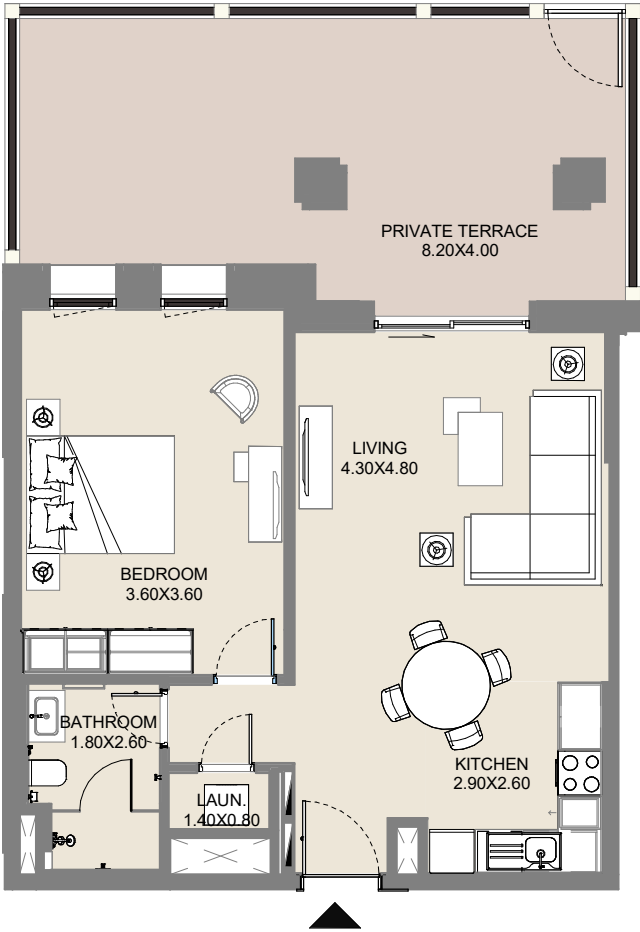 PRIVATE TERRACE
8.20X4.00
LIVING
4.30X4.80
BEDROOM
3.60X3.60
BATHROOM
1.80X2.60
KITCHEN
2.90X2.60
LAUN.
1.40X0.80